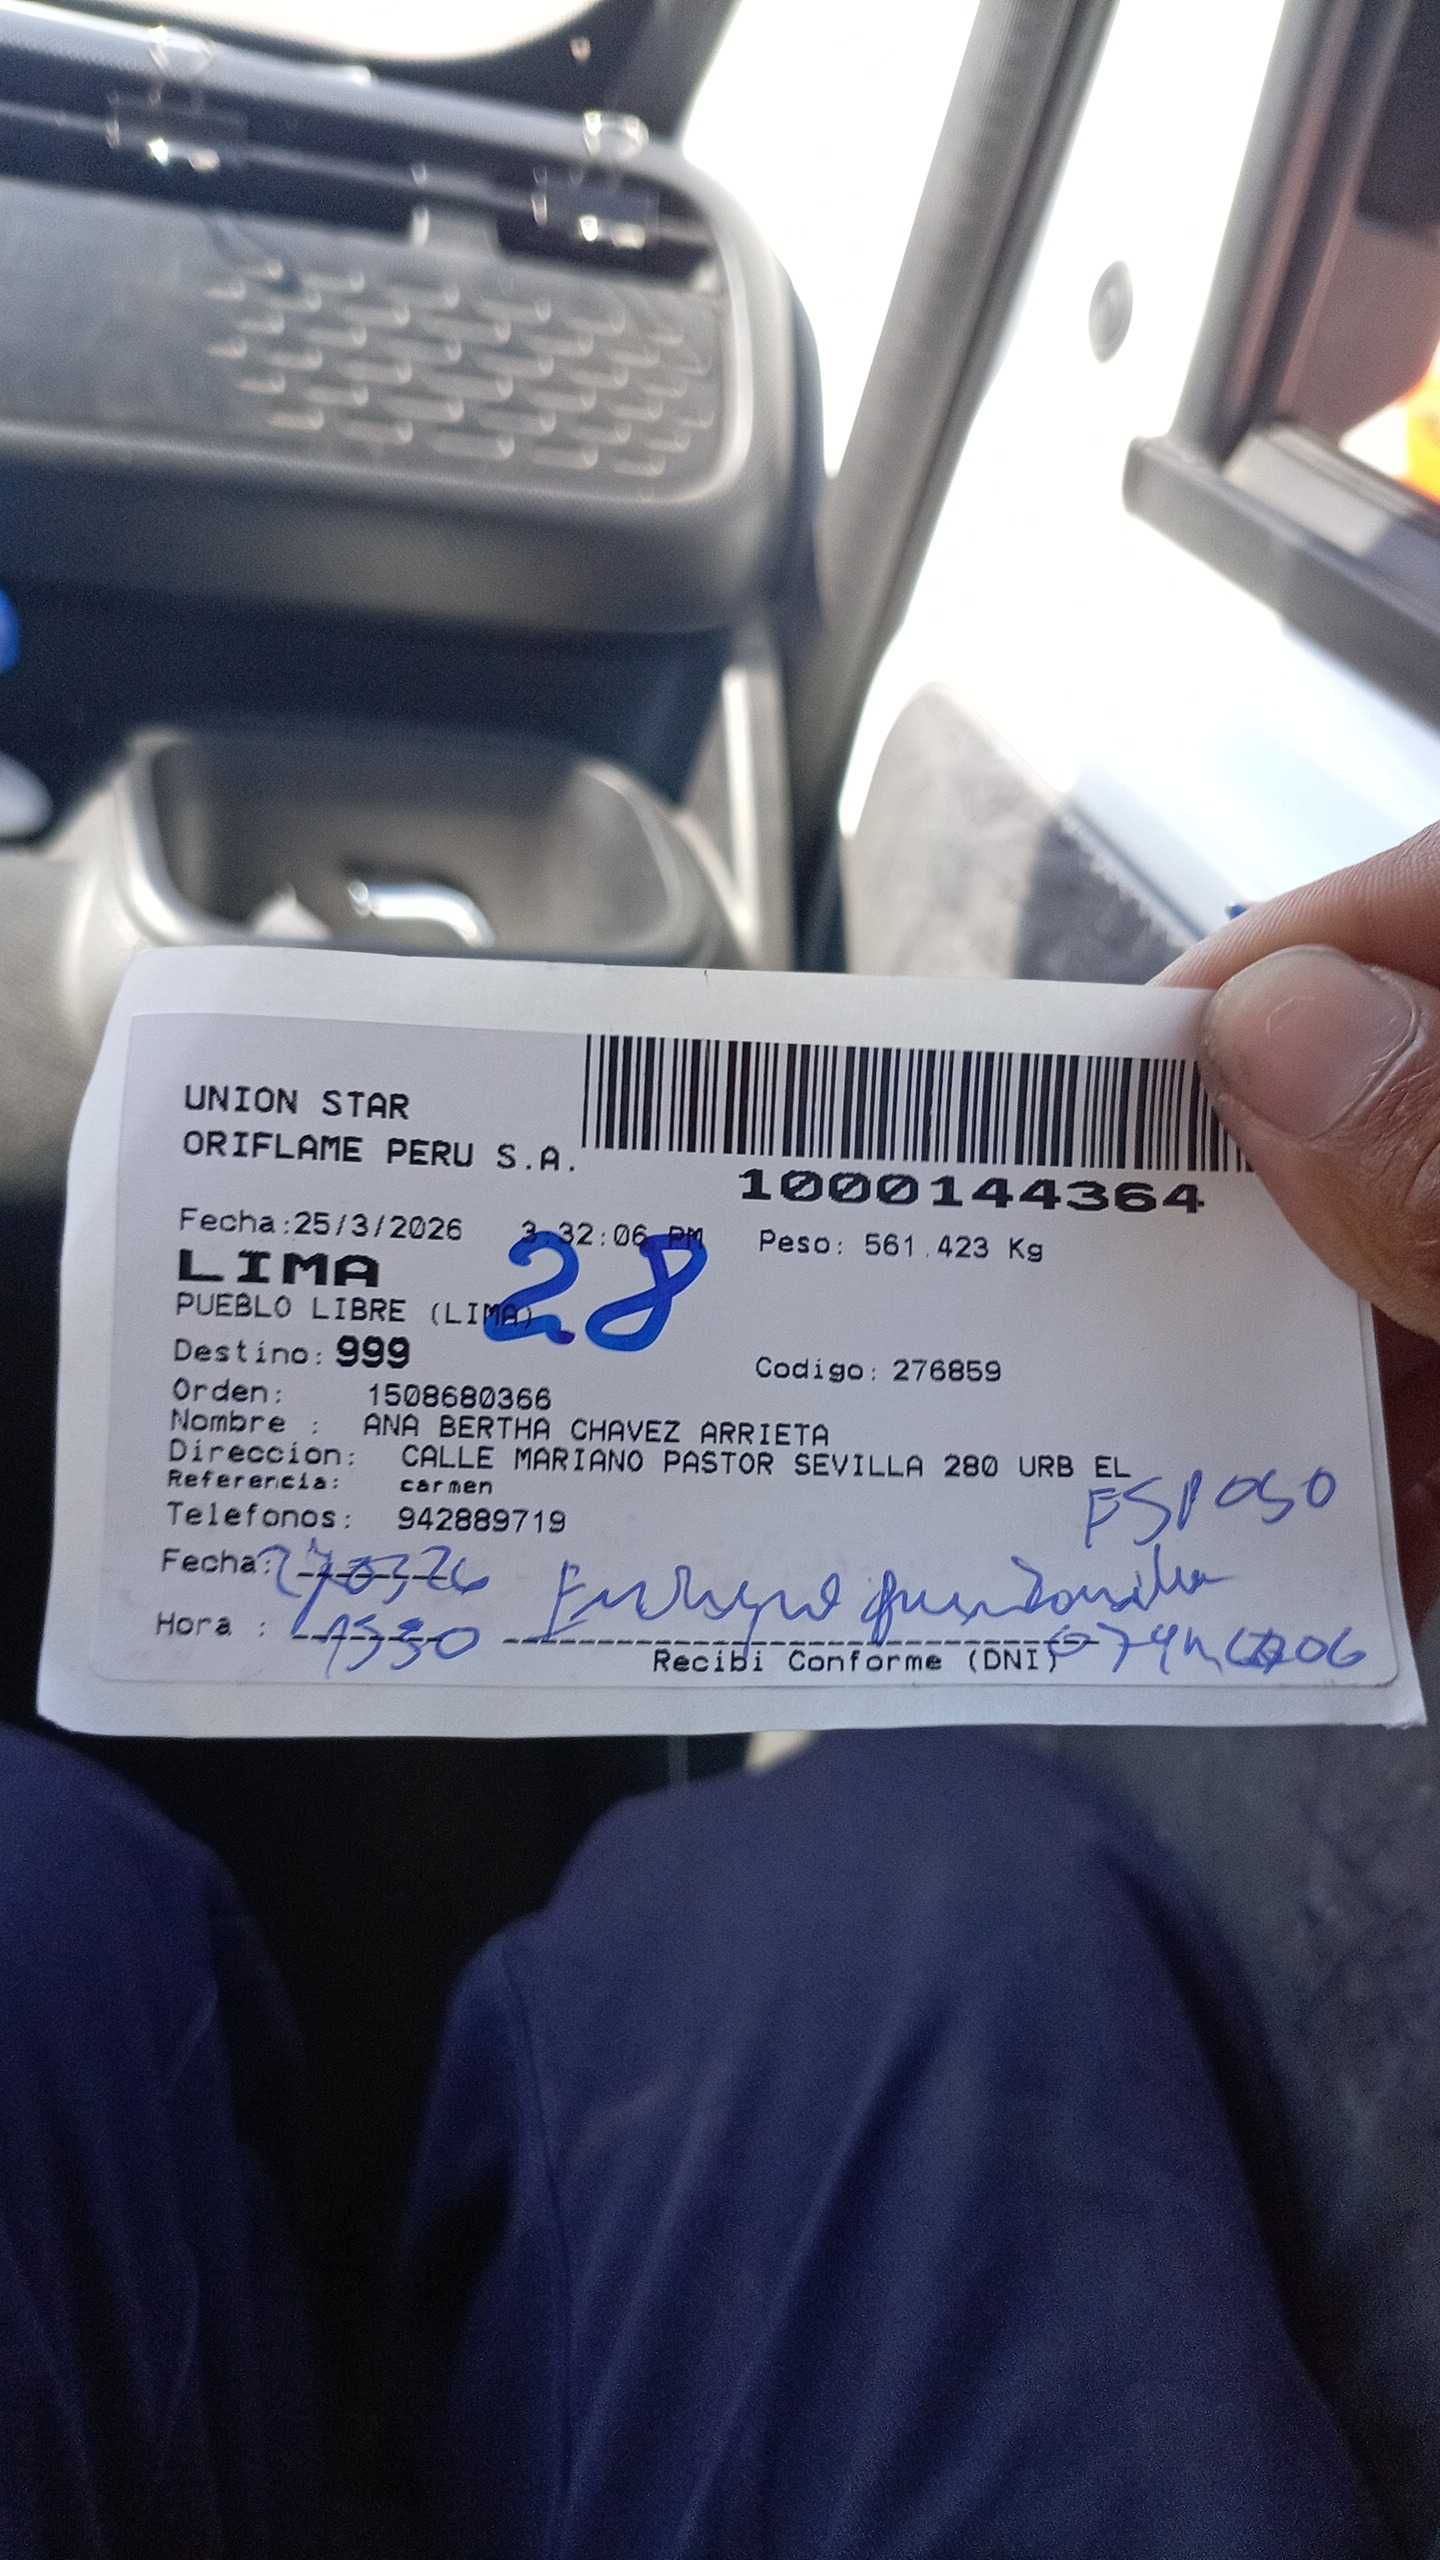 UNION STAR
ORIFLAME PERU S.A.
1000144364
Fecha:25/3/2026 3:32:06 PM Peso: 561.423 Kg
LIMA
28
PUEBLO LIBRE (LIMA)
Destino: 999
Codigo: 276859
Orden: 1508680366
Nombre : ANA BERTHA CHAVEZ ARRIETA
Direccion: CALLE MARIANO PASTOR SEVILLA 280 URB EL
Referencia: carmen
ESPOSO
Telefonos: 942889719
Fecha:
Hora : 1530
Recibi Conforme (DNI)